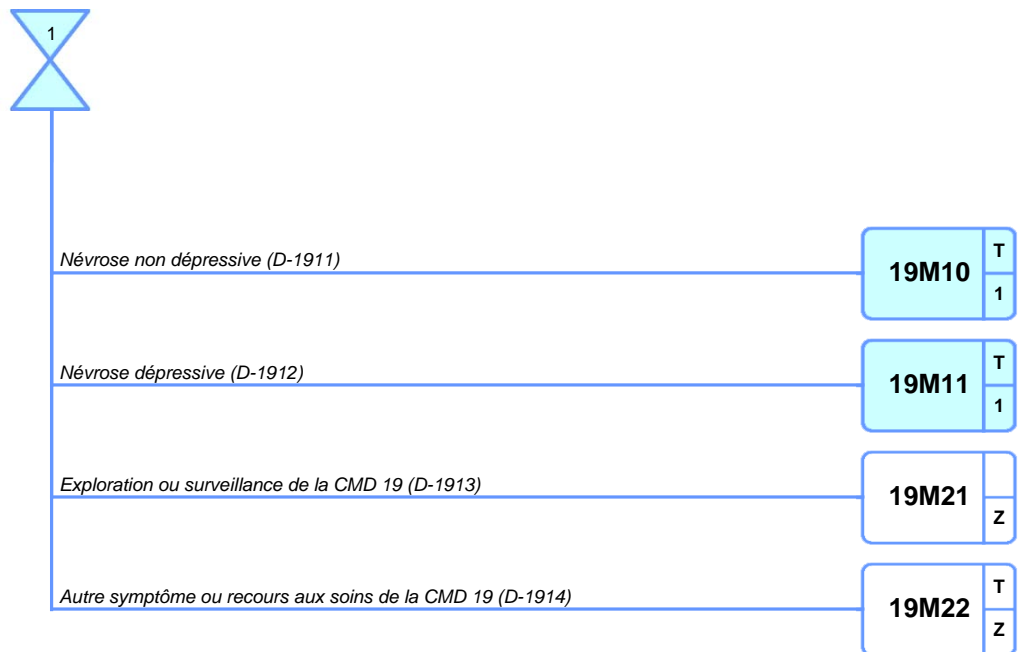 1
Névrose non dépressive (D-1911)
19M10
T
1
Névrose dépressive (D-1912)
19M11
T
1
Exploration ou surveillance de la CMD 19 (D-1913)
19M21
Z
Autre symptôme ou recours aux soins de la CMD 19 (D-1914)
19M22
T
Z